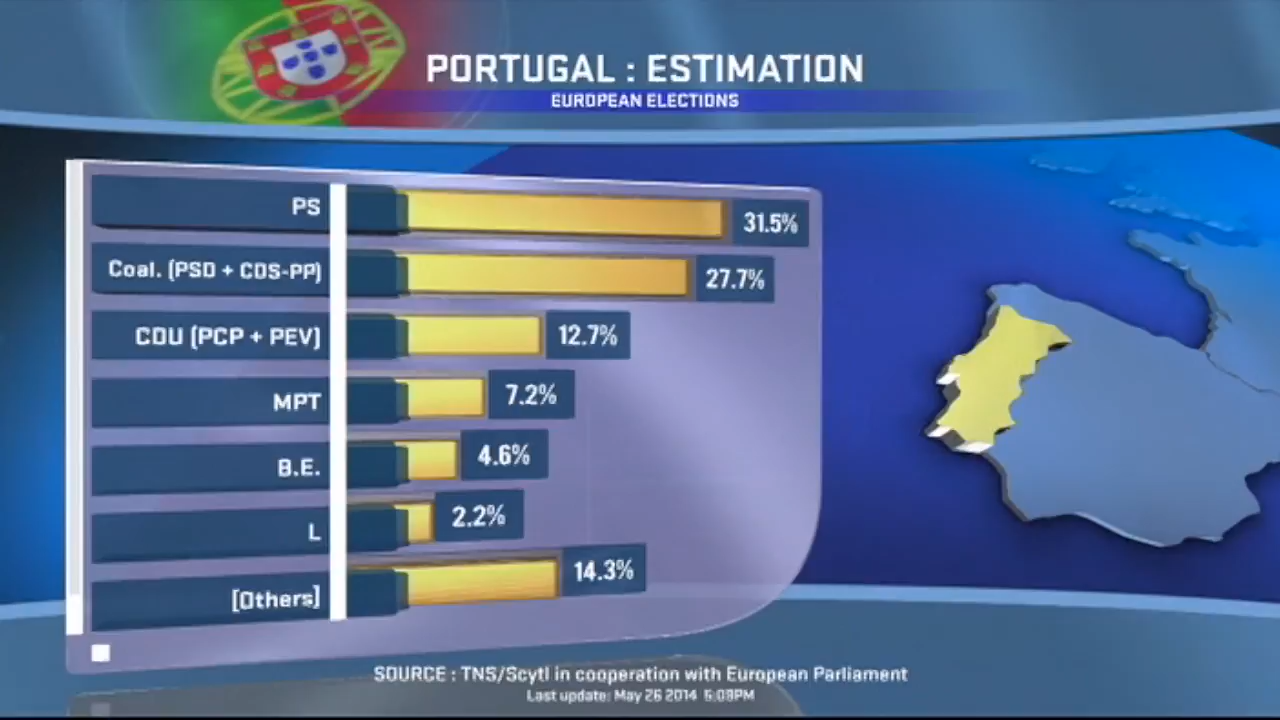 PORTUGAL : ESTIMATION
EUROPEAN ELECTIONS
PS 31.5%
Coal. (PSD + CDS-PP) 27.7%
CDU (PCP + PEV) 12.7%
MPT 7.2%
B.E. 4.6%
L 2.2%
[Others] 14.3%
SOURCE : TNS/Scytl in cooperation with European Parliament
Last update: May 26 2014 5:09PM